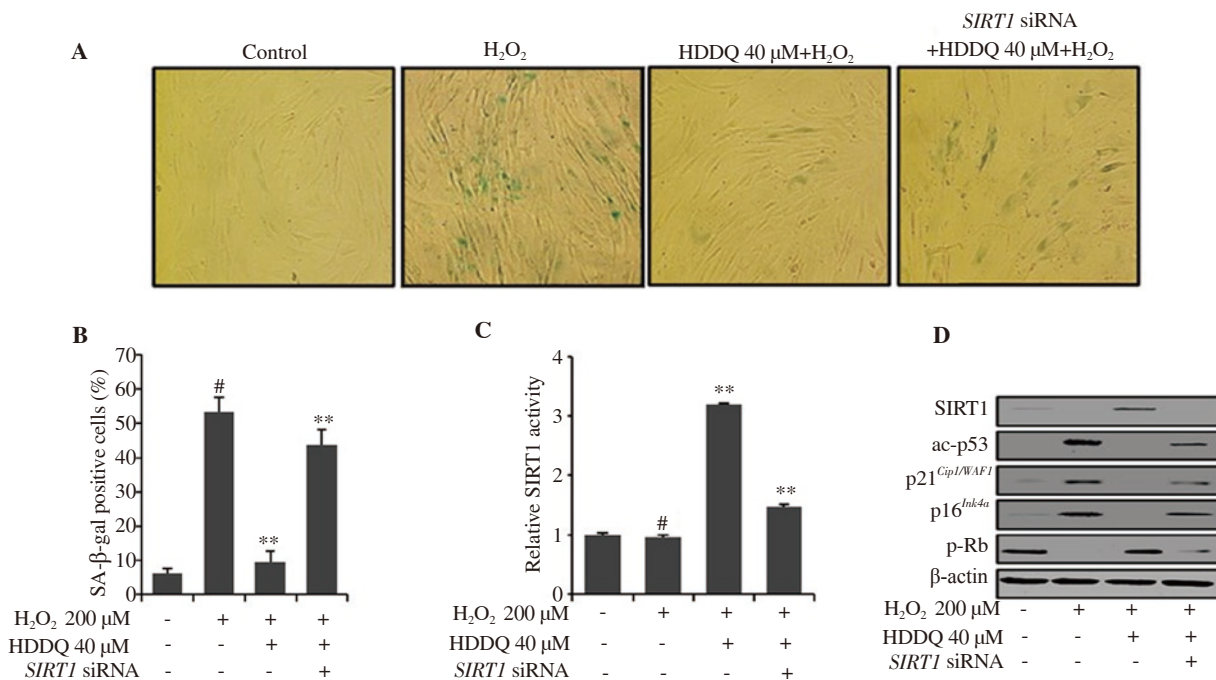 A
Control
H₂O₂
HDDQ 40 μM+H₂O₂
SIRT1 siRNA
+HDDQ 40 μM+H₂O₂
B
SA-β-gal positive cells (%)
70
60
50
40
30
20
10
0
#
**
**
H₂O₂ 200 μM - + + +
HDDQ 40 μM - - + +
SIRT1 siRNA - - - +
C
Relative SIRT1 activity
4
3
2
1
0
#
**
**
H₂O₂ 200 μM - + + +
HDDQ 40 μM - - + +
SIRT1 siRNA - - - +
D
SIRT1
ac-p53
p21Cip1/WAF1
p16Ink4a
p-Rb
β-actin
H₂O₂ 200 μM - + + +
HDDQ 40 μM - - + +
SIRT1 siRNA - - - +